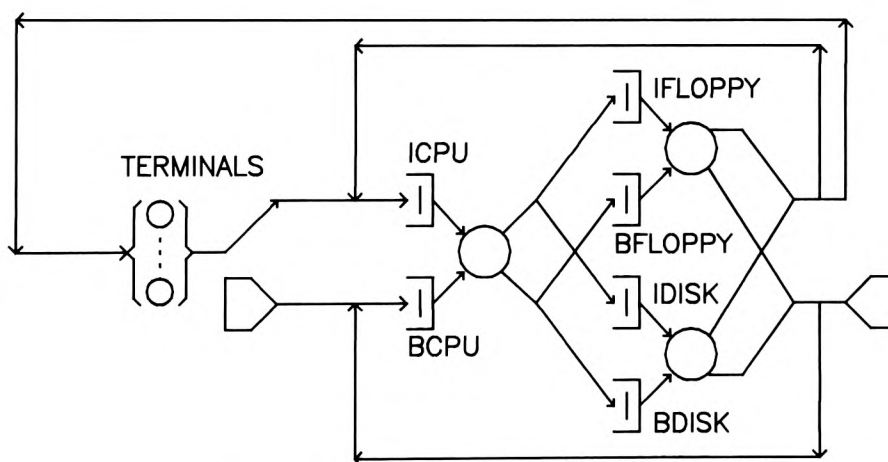 IFLOPPY
ICPU
TERMINALS
BFLOPPY
IDISK
BCPU
BDISK